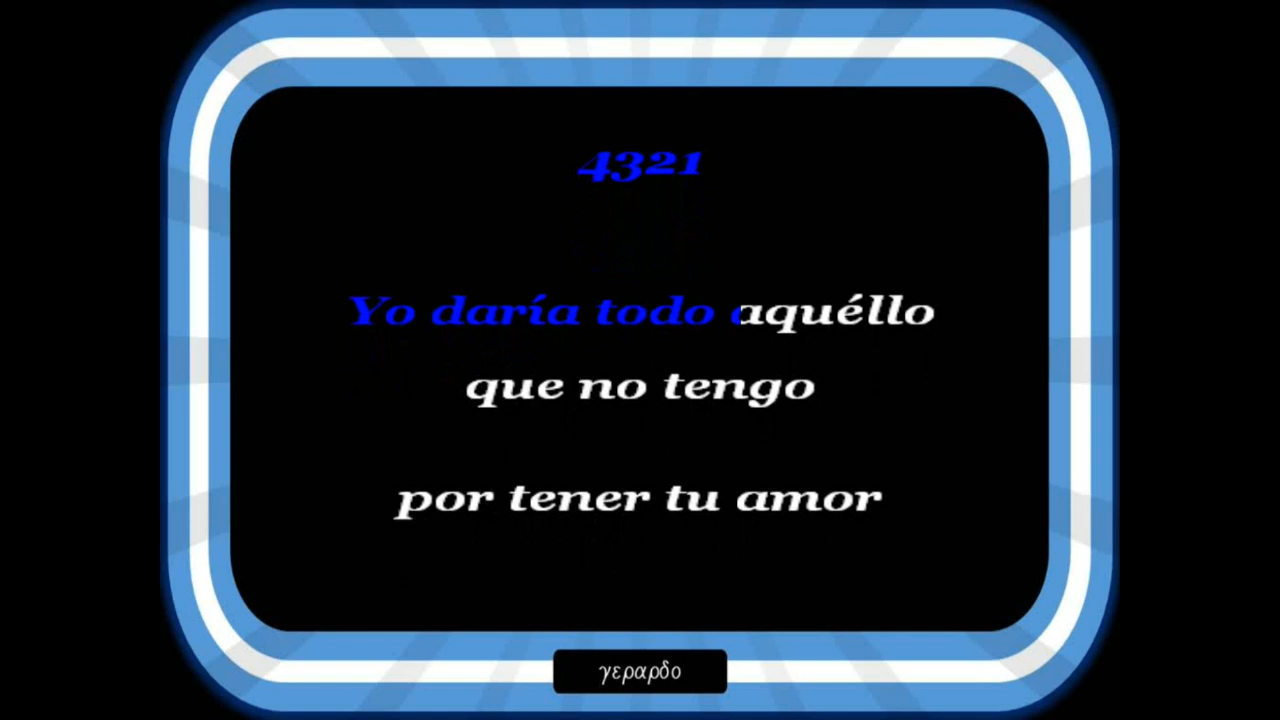 4321
Yo daría todo aquéllo
que no tengo
por tener tu amor
γεραρδο